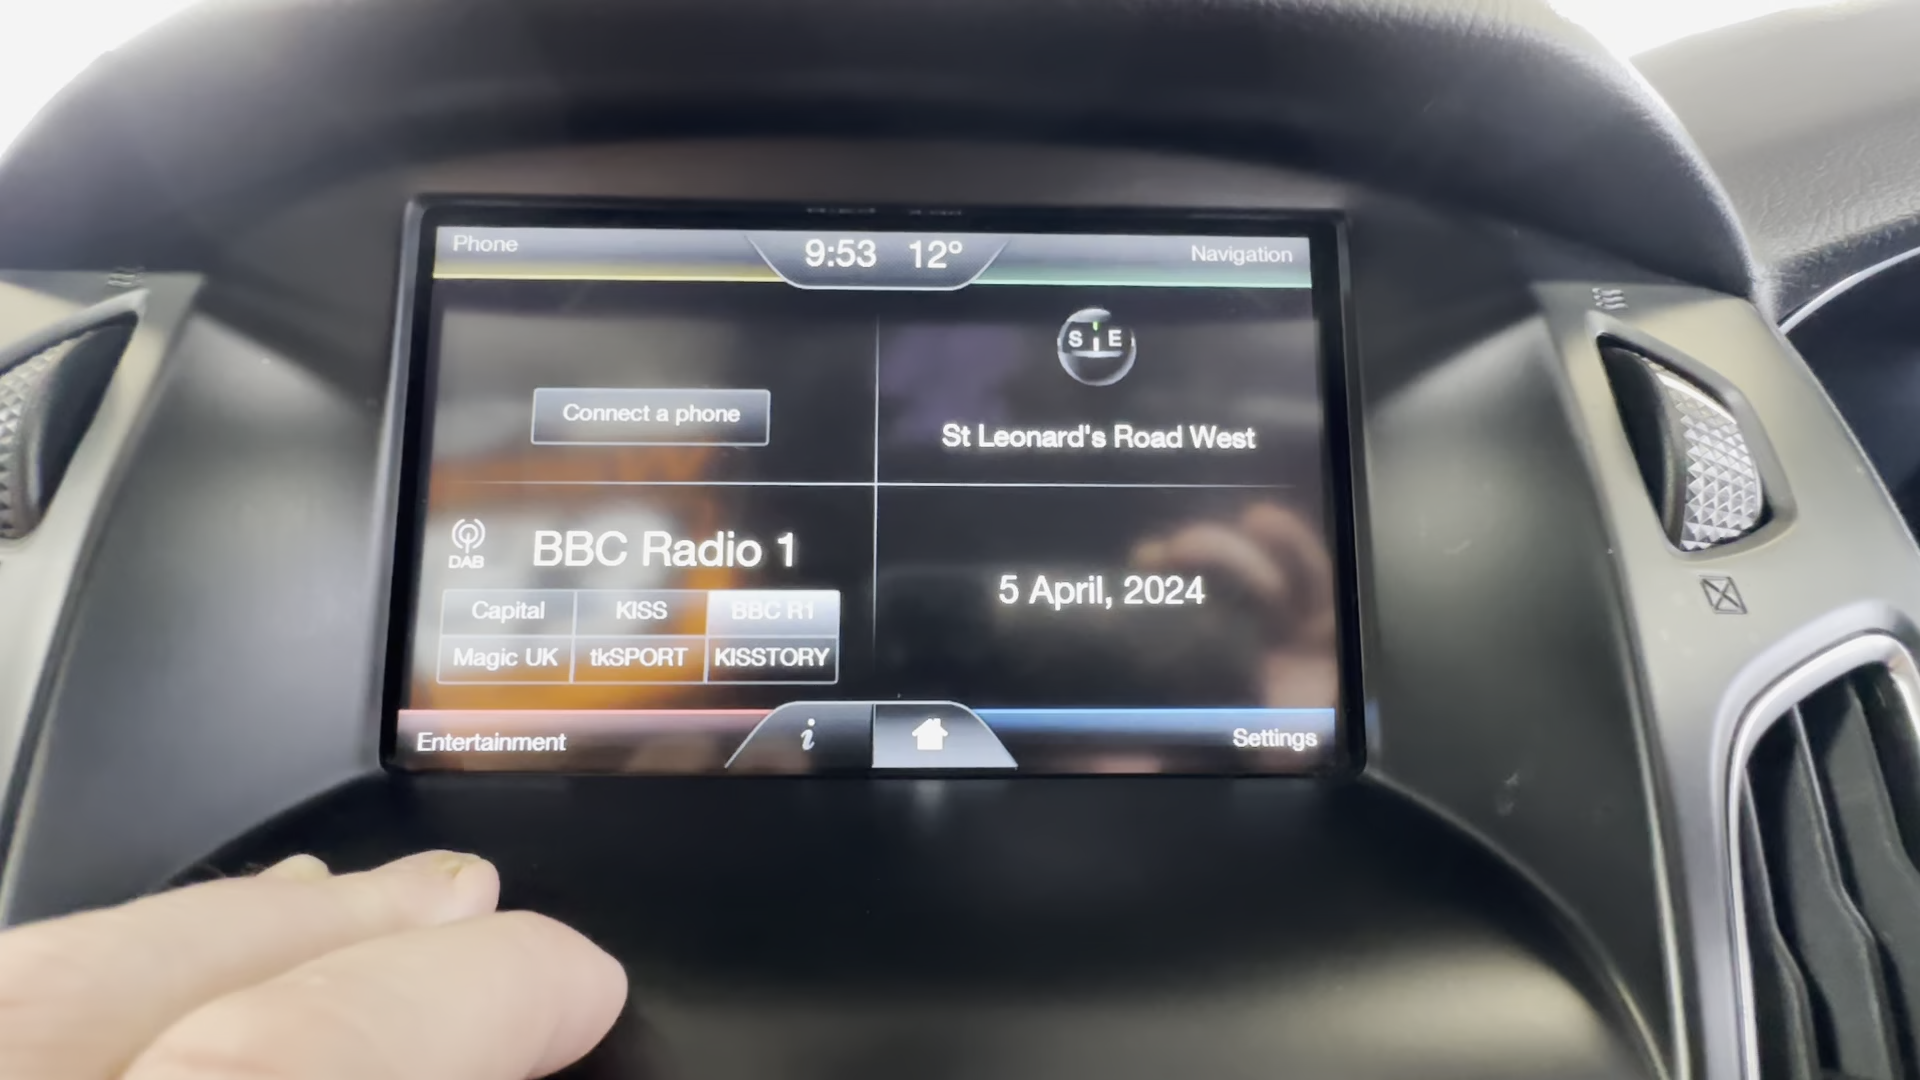 Phone
9:53 12°
Navigation
S E
Connect a phone
St Leonard's Road West
DAB
BBC Radio 1
Capital KISS BBC R1
Magic UK tkSPORT KISSTORY
5 April, 2024
Entertainment
i
Settings